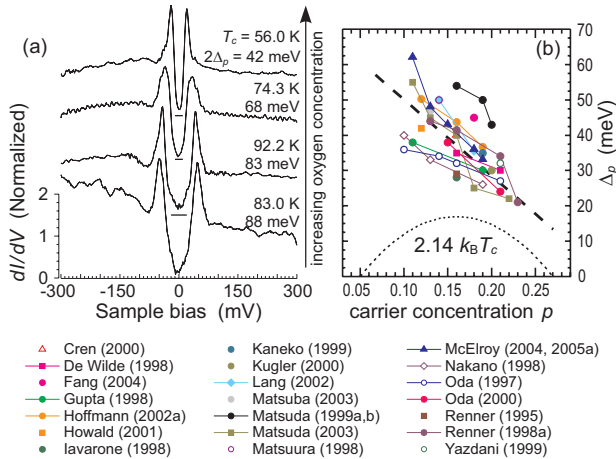 (a)
T_c = 56.0 K
2Δ_p = 42 meV
74.3 K
68 meV
92.2 K
83 meV
83.0 K
88 meV
dI/dV (Normalized)
2
1
0
-300 -150 0 150 300
Sample bias (mV)
increasing oxygen concentration
(b)
70
60
50
40
30
20
10
0
Δ_p (meV)
2.14 k_B T_c
0.05 0.10 0.15 0.20 0.25
carrier concentration p
Cren (2000)
De Wilde (1998)
Fang (2004)
Gupta (1998)
Hoffmann (2002a)
Howald (2001)
Iavarone (1998)
Kaneko (1999)
Kugler (2000)
Lang (2002)
Matsuba (2003)
Matsuda (1999a,b)
Matsuda (2003)
Matsuura (1998)
McElroy (2004, 2005a)
Nakano (1998)
Oda (1997)
Oda (2000)
Renner (1995)
Renner (1998a)
Yazdani (1999)